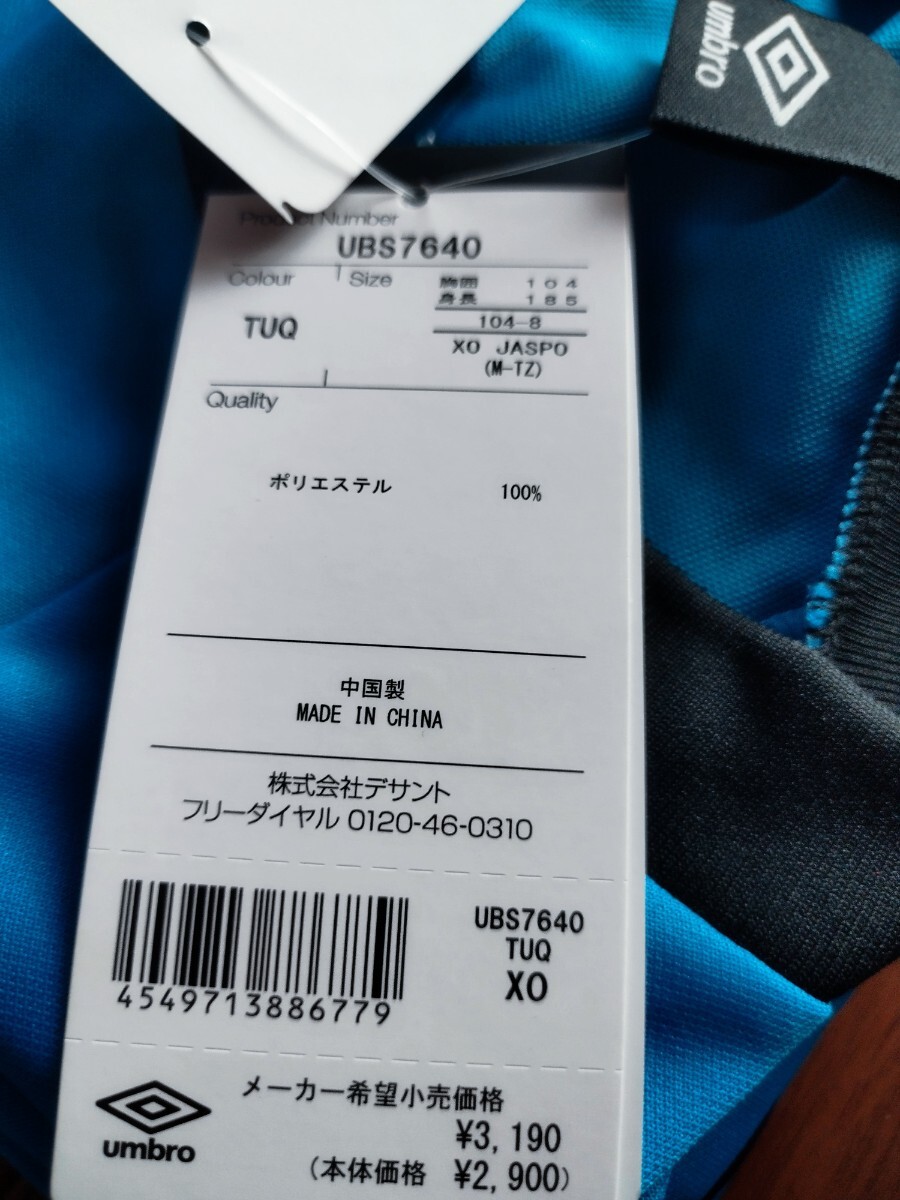 umbro
Product Number
UBS7640
Colour
Size
胸囲 104
身長 185
TUQ
104-8
XO JASPO
(M-TZ)
Quality
ポリエステル 100%
中国製
MADE IN CHINA
株式会社デサント
フリーダイヤル 0120-46-0310
UBS7640
TUQ
XO
4549713886779
メーカー希望小売価格
umbro
¥3,190
(本体価格 ¥2,900)